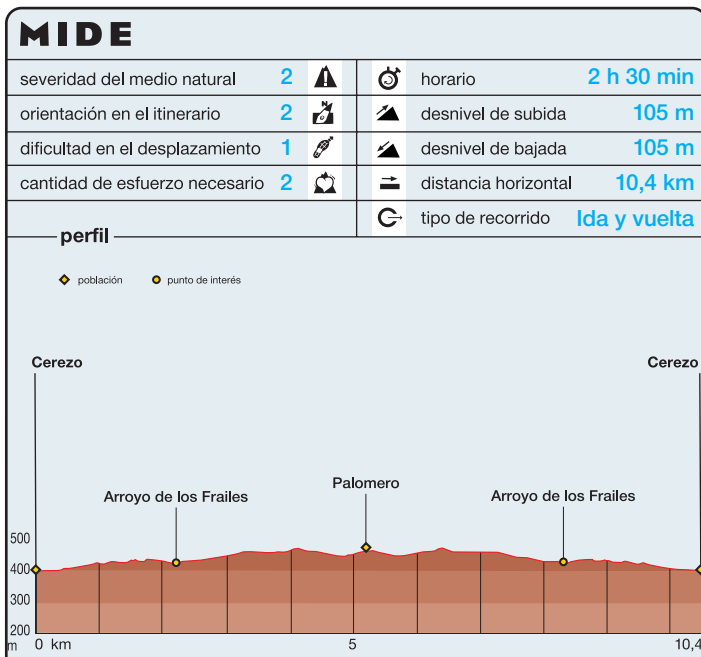 MIDE
severidad del medio natural 2
orientación en el itinerario 2
dificultad en el desplazamiento 1
cantidad de esfuerzo necesario 2
N
horario 2 h 30 min
desnivel de subida 105 m
desnivel de bajada 105 m
distancia horizontal 10,4 km
tipo de recorrido Ida y vuelta
perfil
población punto de interés
Cerezo Cerezo
Palomero
Arroyo de los Frailes Arroyo de los Frailes
500
400
300
200
m 0 km 5 10,4